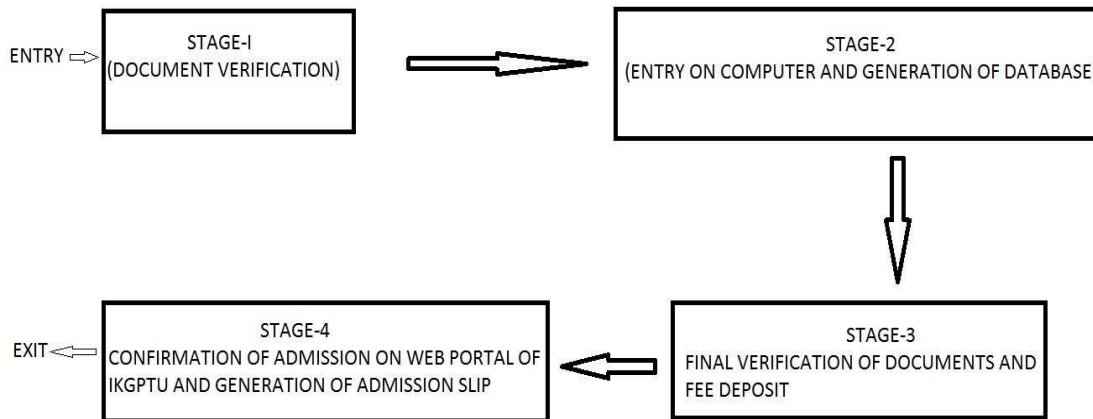 ENTRY
STAGE-I
(DOCUMENT VERIFICATION)
STAGE-2
(ENTRY ON COMPUTER AND GENERATION OF DATABASE
STAGE-3
FINAL VERIFICATION OF DOCUMENTS AND
FEE DEPOSIT
STAGE-4
CONFIRMATION OF ADMISSION ON WEB PORTAL OF
IKGPTU AND GENERATION OF ADMISSION SLIP
EXIT